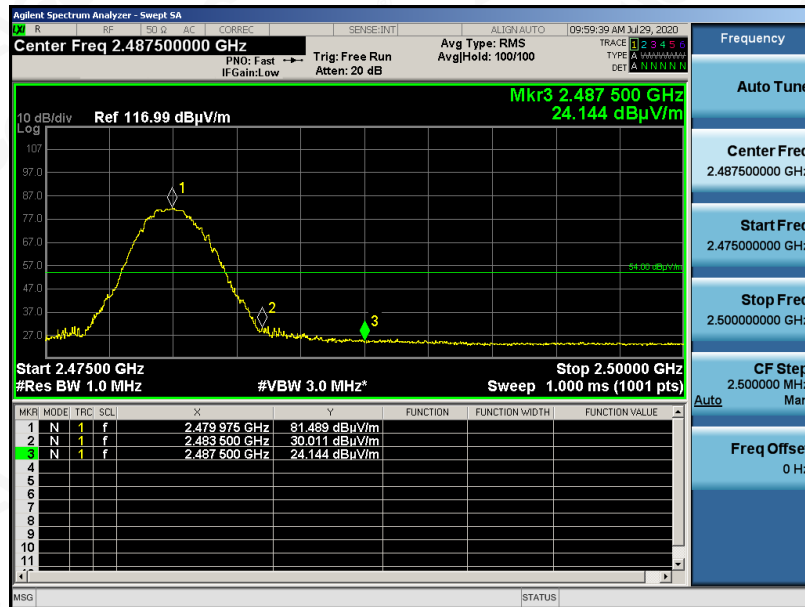 Agilent Spectrum Analyzer - Swept SA
LXI R RF 50 Ω AC CORREC SENSE:INT ALIGN AUTO 09:59:39 AM Jul 29, 2020
Center Freq 2.487500000 GHz
PNO: Fast
IFGain:Low
Trig: Free Run
Atten: 20 dB
Avg Type: RMS
Avg|Hold: 100/100
TRACE 1 2 3 4 5 6
TYPE A WWWWW
DET A N N N N N
Mkr3 2.487 500 GHz
24.144 dBµV/m
10 dB/div Ref 116.99 dBµV/m
Log
107
97.0
87.0
77.0
67.0
57.0
47.0
37.0
27.0
1
2
3
54.00 dBµV/m
Start 2.47500 GHz Stop 2.50000 GHz
#Res BW 1.0 MHz #VBW 3.0 MHz* Sweep 1.000 ms (1001 pts)
MKR MODE TRC SCL X Y FUNCTION FUNCTION WIDTH FUNCTION VALUE
1 N 1 f 2.479 975 GHz 81.489 dBµV/m
2 N 1 f 2.483 500 GHz 30.011 dBµV/m
3 N 1 f 2.487 500 GHz 24.144 dBµV/m
4
5
6
7
8
9
10
11
MSG STATUS
Frequency
Auto Tune
Center Freq
2.487500000 GHz
Start Freq
2.475000000 GHz
Stop Freq
2.500000000 GHz
CF Step
2.500000 MHz
Auto Man
Freq Offset
0 Hz